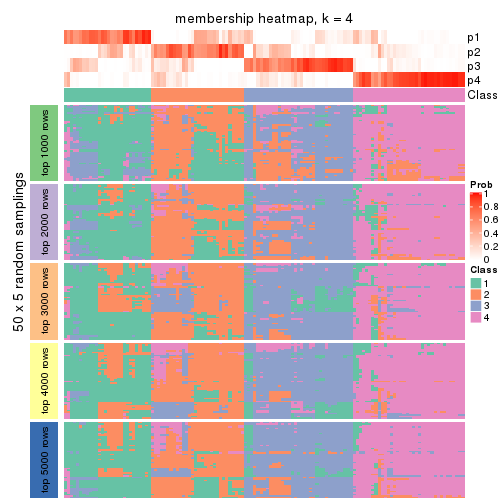 membership heatmap, k = 4
p1
p2
p3
p4
Class
50 x 5 random samplings
top 1000 rows
top 2000 rows
top 3000 rows
top 4000 rows
top 5000 rows
Prob
1
0.8
0.6
0.4
0.2
0
Class
1
2
3
4